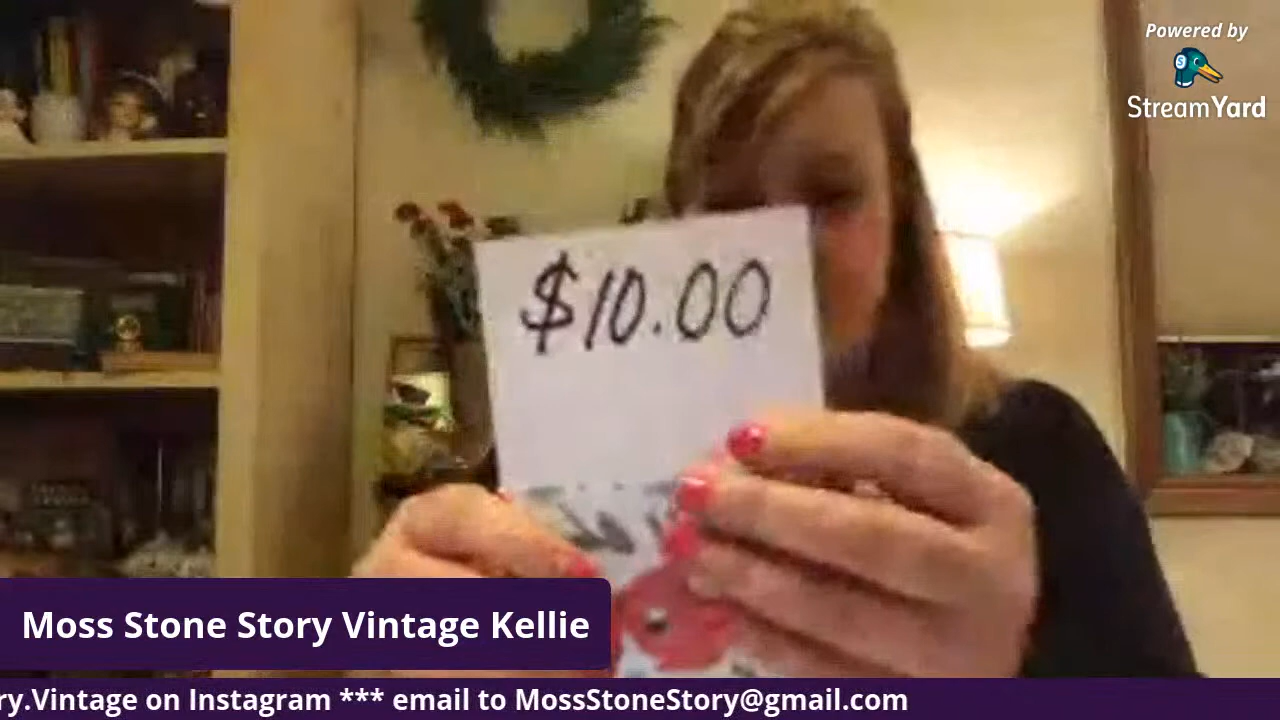 Powered by
StreamYard
$10.00
Moss Stone Story Vintage Kellie
ry.Vintage on Instagram *** email to MossStoneStory@gmail.com